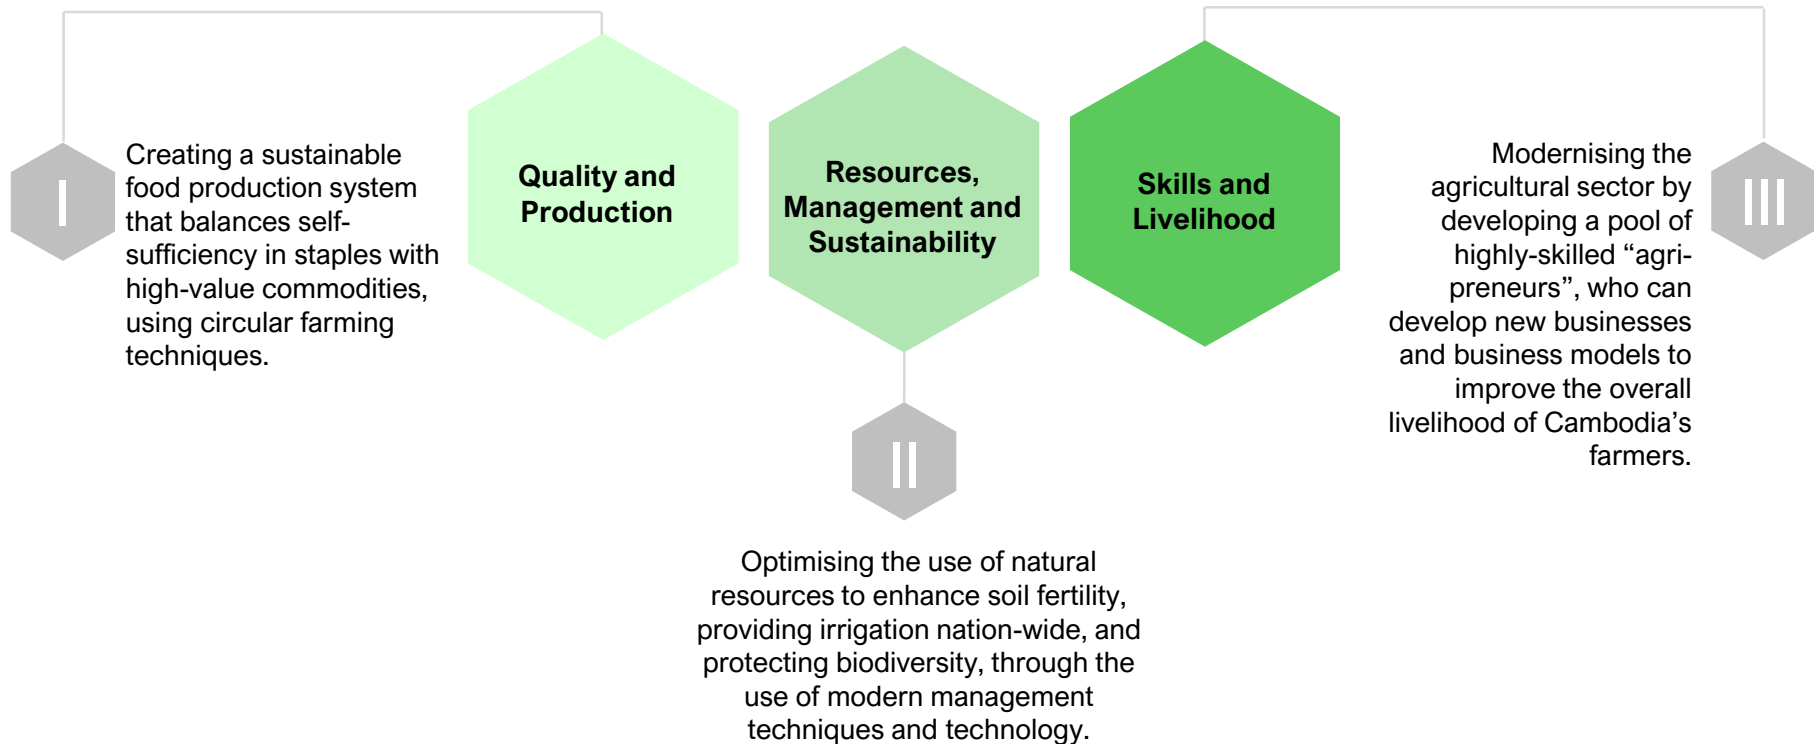 I
Creating a sustainable
food production system
that balances self-
sufficiency in staples with
high-value commodities,
using circular farming
techniques.
Quality and
Production
Resources,
Management and
Sustainability
Skills and
Livelihood
Modernising the
agricultural sector by
developing a pool of
highly-skilled “agri-
preneurs”, who can
develop new businesses
and business models to
improve the overall
livelihood of Cambodia’s
farmers.
III
II
Optimising the use of natural
resources to enhance soil fertility,
providing irrigation nation-wide, and
protecting biodiversity, through the
use of modern management
techniques and technology.